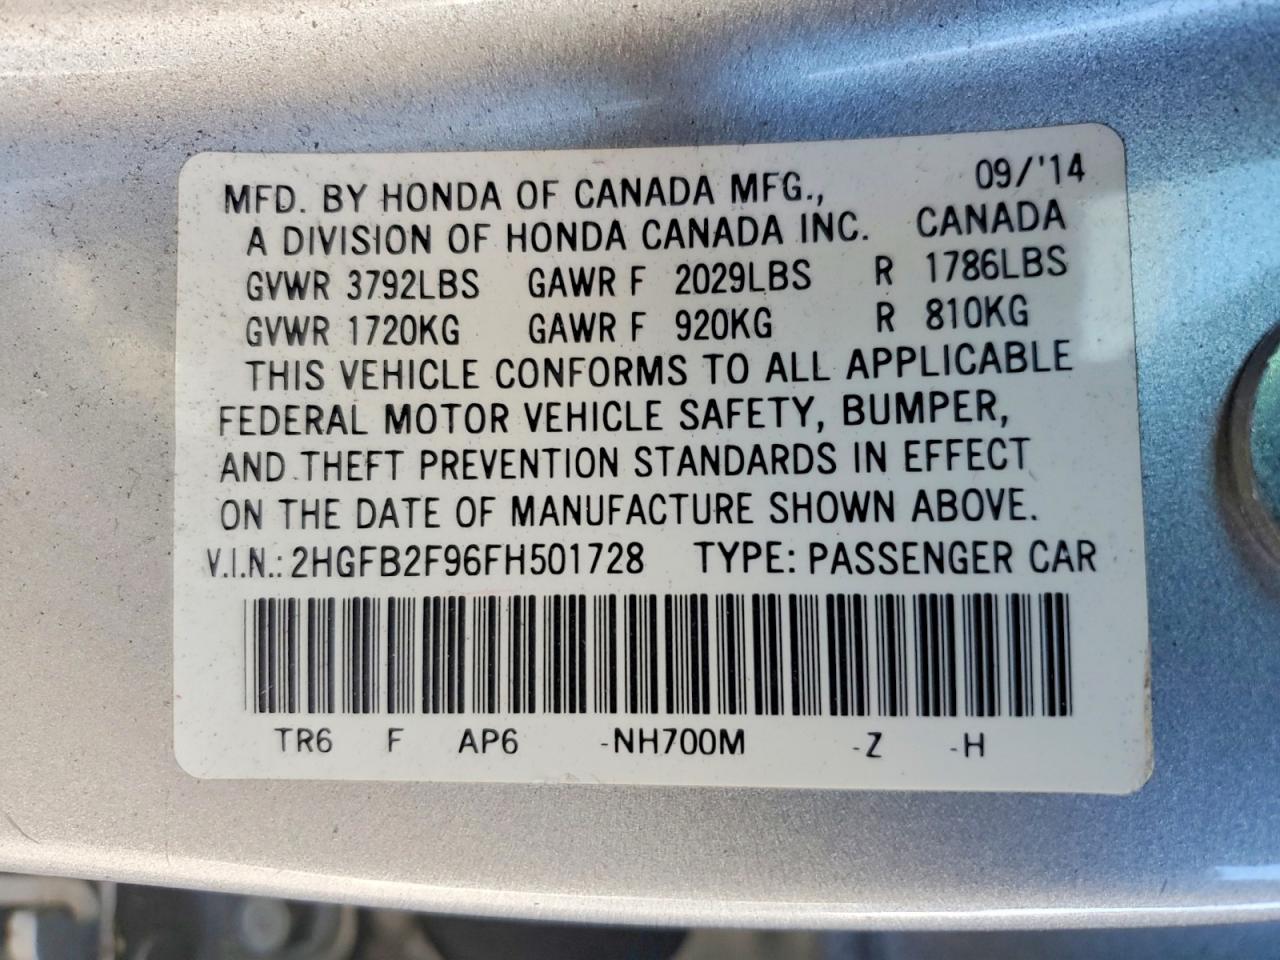 09/'14
MFD. BY HONDA OF CANADA MFG.,
A DIVISION OF HONDA CANADA INC. CANADA
GVWR 3792LBS GAWR F 2029LBS R 1786LBS
GVWR 1720KG GAWR F 920KG R 810KG
THIS VEHICLE CONFORMS TO ALL APPLICABLE
FEDERAL MOTOR VEHICLE SAFETY, BUMPER,
AND THEFT PREVENTION STANDARDS IN EFFECT
ON THE DATE OF MANUFACTURE SHOWN ABOVE.
V.I.N.: 2HGFB2F96FH501728 TYPE: PASSENGER CAR
TR6 F AP6 -NH700M -Z -H